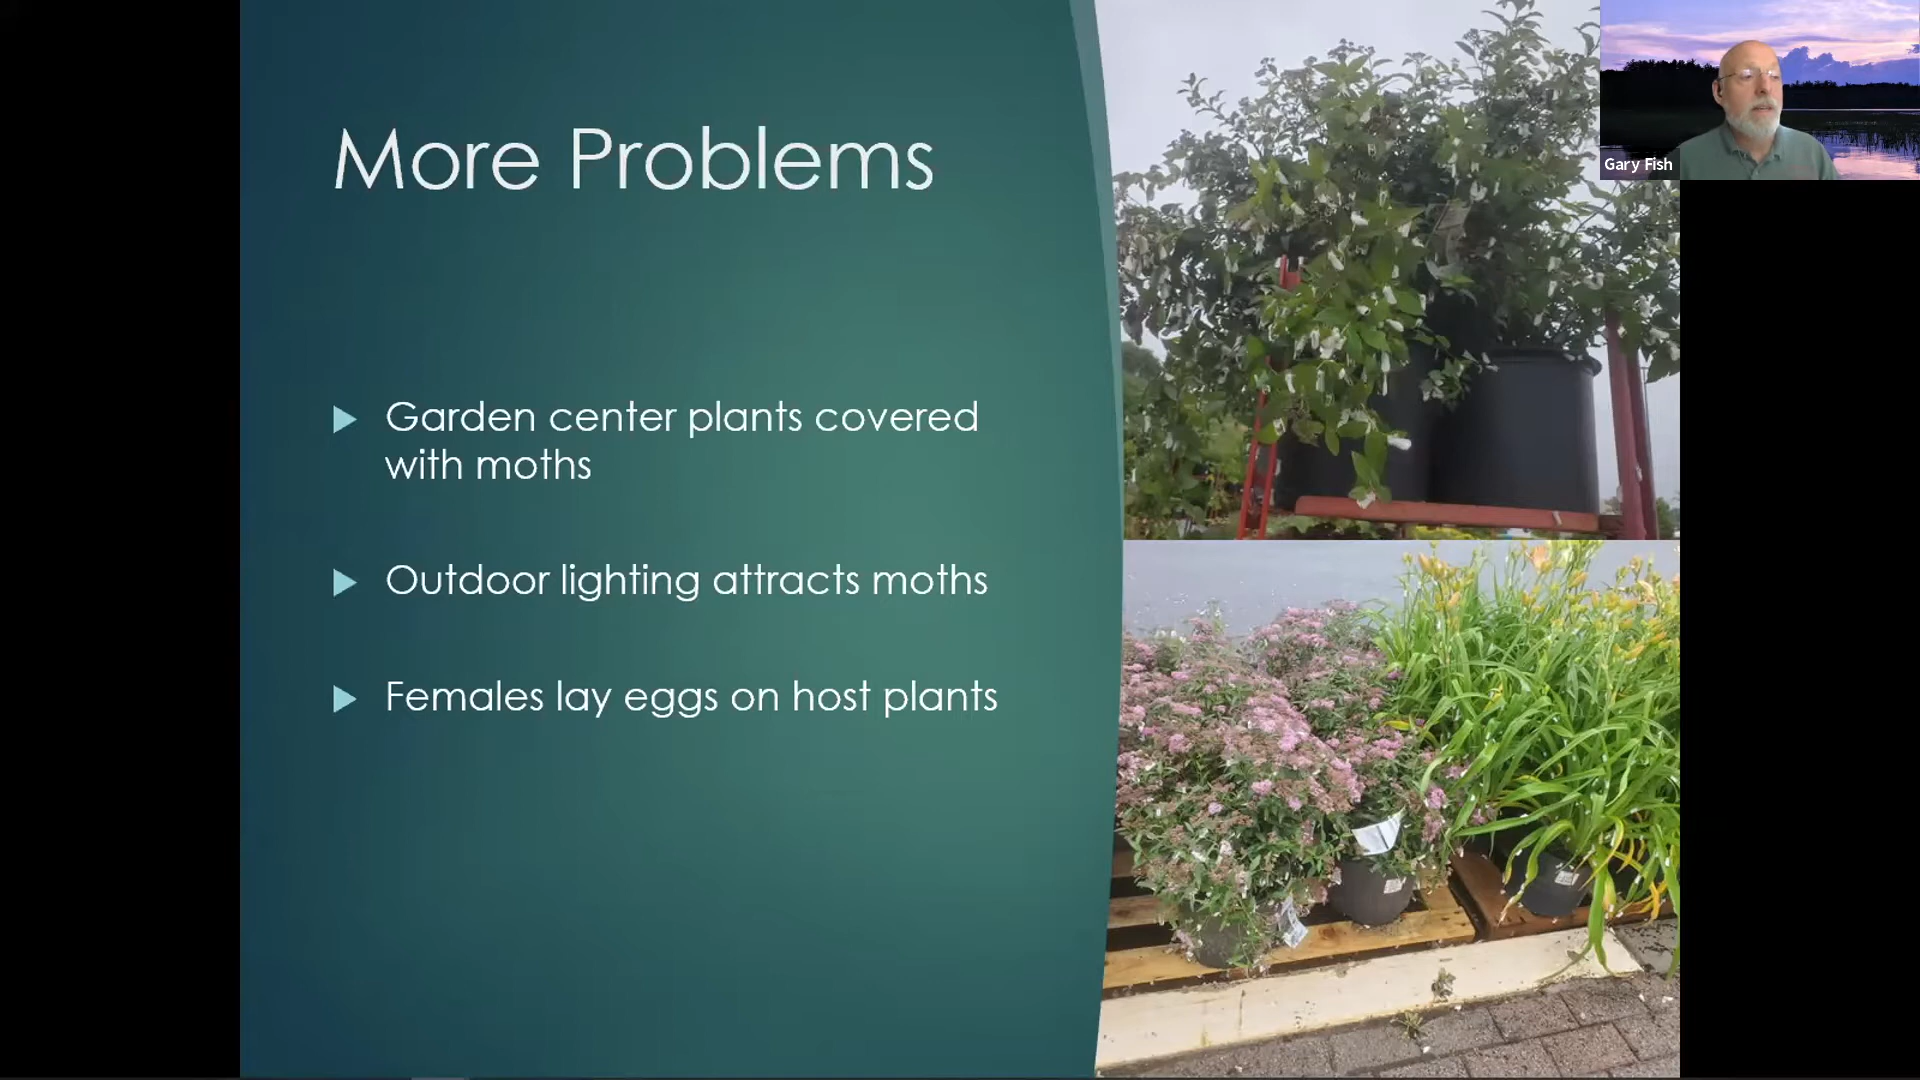 More Problems
Garden center plants covered
with moths
Outdoor lighting attracts moths
Females lay eggs on host plants
Gary Fish